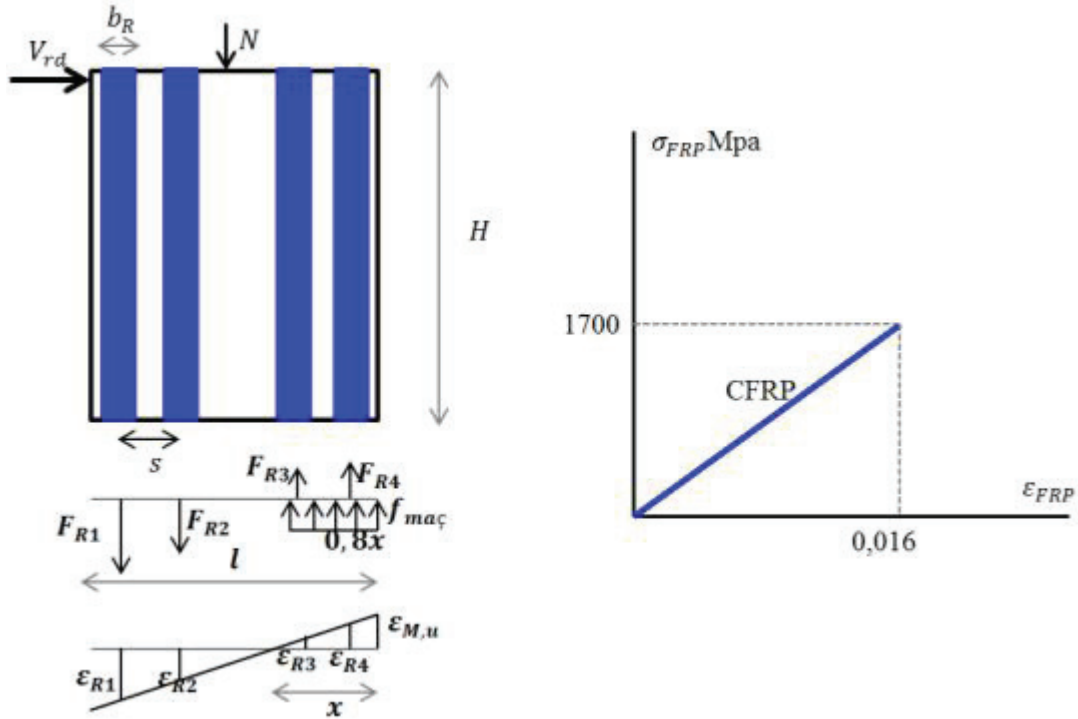 b_R
N
V_rd
H
s
F_R3
F_R4
F_R1
F_R2
f_maç
0,8x
l
ε_M,u
ε_R1
ε_R2
ε_R3
ε_R4
x
σ_FRP Mpa
1700
CFRP
ε_FRP
0,016